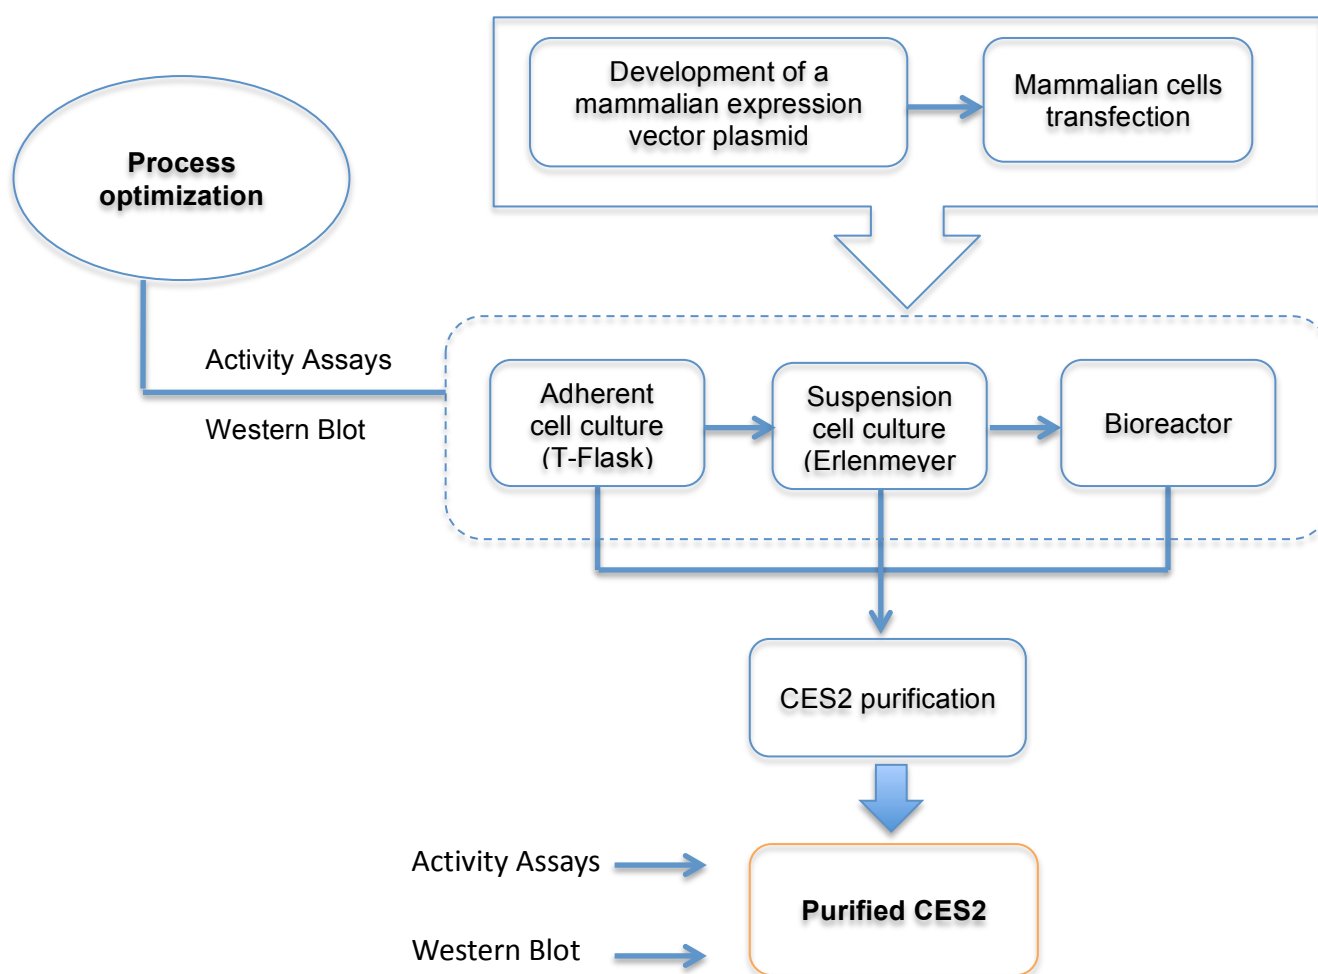 Development of a
mammalian expression
vector plasmid
Mammalian cells
transfection
Process
optimization
Activity Assays
Western Blot
Adherent
cell culture
(T-Flask)
Suspension
cell culture
(Erlenmeyer
Bioreactor
CES2 purification
Activity Assays
Purified CES2
Western Blot